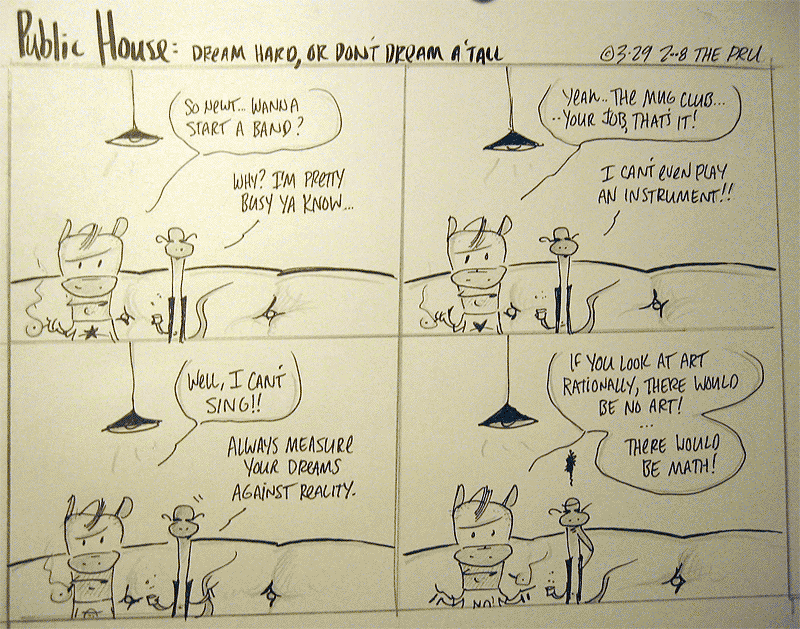 Public House: DREAM HARD, OR DON'T DREAM A'TALL
©3·29 2··8 THE PRU
SO NEWT... WANNA
START A BAND?
WHY? I'M PRETTY
BUSY YA KNOW...
YEAH.. THE MUG CLUB...
..YOUR JOB, THAT'S IT!
I CAN'T EVEN PLAY
AN INSTRUMENT!!
WELL, I CAN'T
SING!!
ALWAYS MEASURE
YOUR DREAMS
AGAINST REALITY.
IF YOU LOOK AT ART
RATIONALLY, THERE WOULD
BE NO ART!
...
THERE WOULD
BE MATH!
NO!